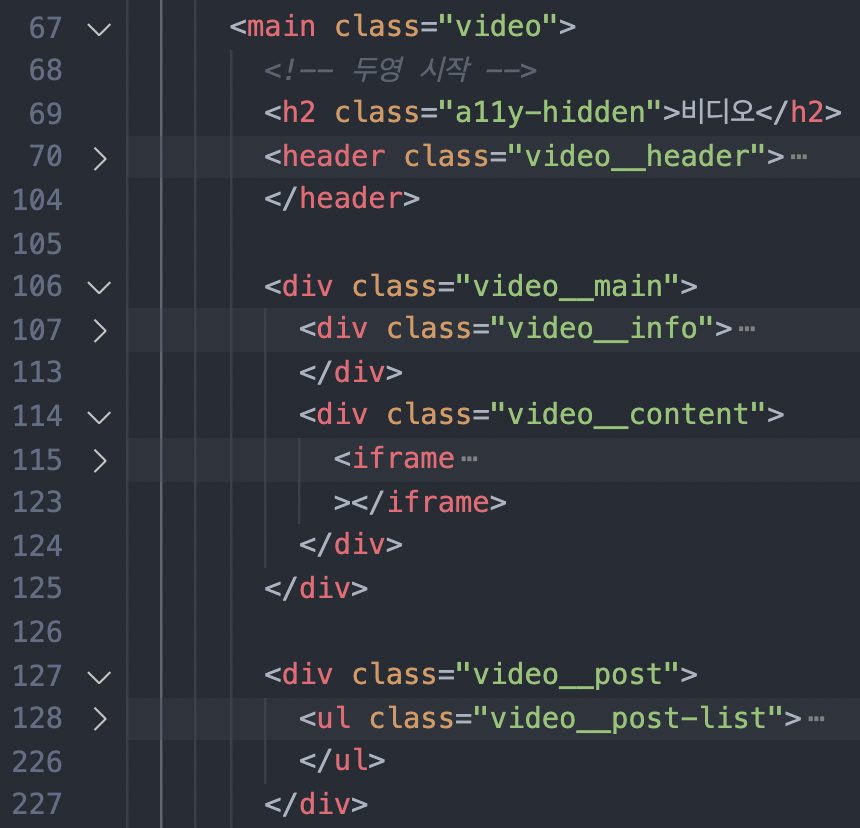 67 <main class="video">
68 <!-- 두영 시작 -->
69 <h2 class="a11y-hidden">비디오</h2>
70 <header class="video__header">…
104 </header>
105
106 <div class="video__main">
107 <div class="video__info">…
113 </div>
114 <div class="video__content">
115 <iframe…
123 ></iframe>
124 </div>
125 </div>
126
127 <div class="video__post">
128 <ul class="video__post-list">…
226 </ul>
227 </div>